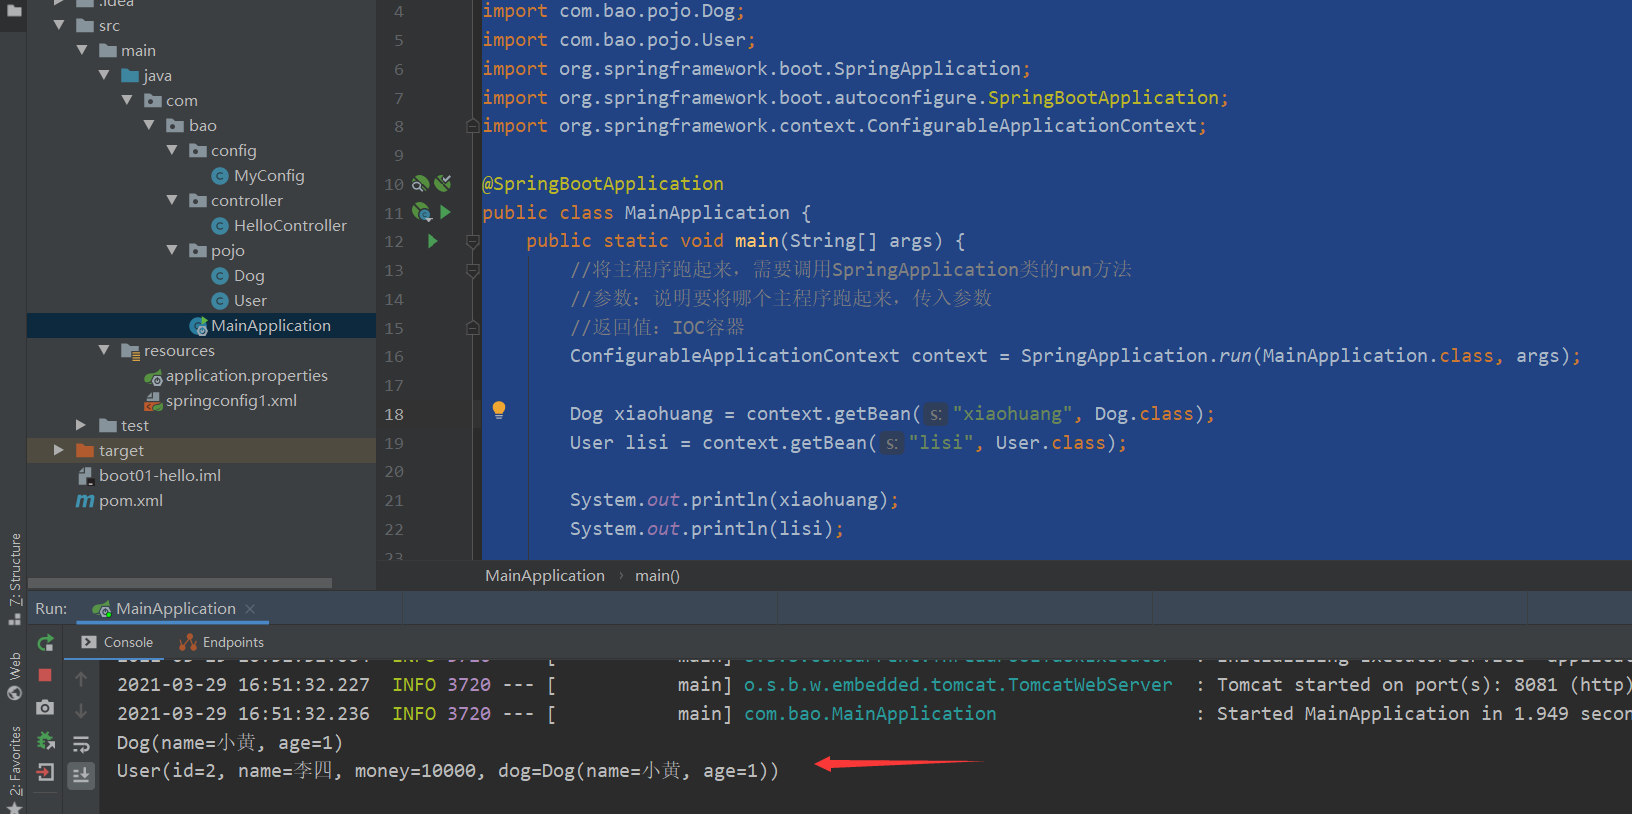 .idea
src
main
java
com
bao
config
MyConfig
controller
HelloController
pojo
Dog
User
MainApplication
resources
application.properties
springconfig1.xml
test
target
boot01-hello.iml
pom.xml
4 import com.bao.pojo.Dog;
5 import com.bao.pojo.User;
6 import org.springframework.boot.SpringApplication;
7 import org.springframework.boot.autoconfigure.SpringBootApplication;
8 import org.springframework.context.ConfigurableApplicationContext;
9
10 @SpringBootApplication
11 public class MainApplication {
12 public static void main(String[] args) {
13 //将主程序跑起来，需要调用SpringApplication类的run方法
14 //参数：说明要将哪个主程序跑起来，传入参数
15 //返回值：IOC容器
16 ConfigurableApplicationContext context = SpringApplication.run(MainApplication.class, args);
17
18 Dog xiaohuang = context.getBean( s: "xiaohuang", Dog.class);
19 User lisi = context.getBean( s: "lisi", User.class);
20
21 System.out.println(xiaohuang);
22 System.out.println(lisi);
23
MainApplication › main()
Z: Structure
Web
2: Favorites
Run: MainApplication
Console Endpoints
2021-03-29 16:51:32.227 INFO 3720 --- [ main] o.s.b.w.embedded.tomcat.TomcatWebServer : Tomcat started on port(s): 8081 (http)
2021-03-29 16:51:32.236 INFO 3720 --- [ main] com.bao.MainApplication : Started MainApplication in 1.949 secon
Dog(name=小黄, age=1)
User(id=2, name=李四, money=10000, dog=Dog(name=小黄, age=1))